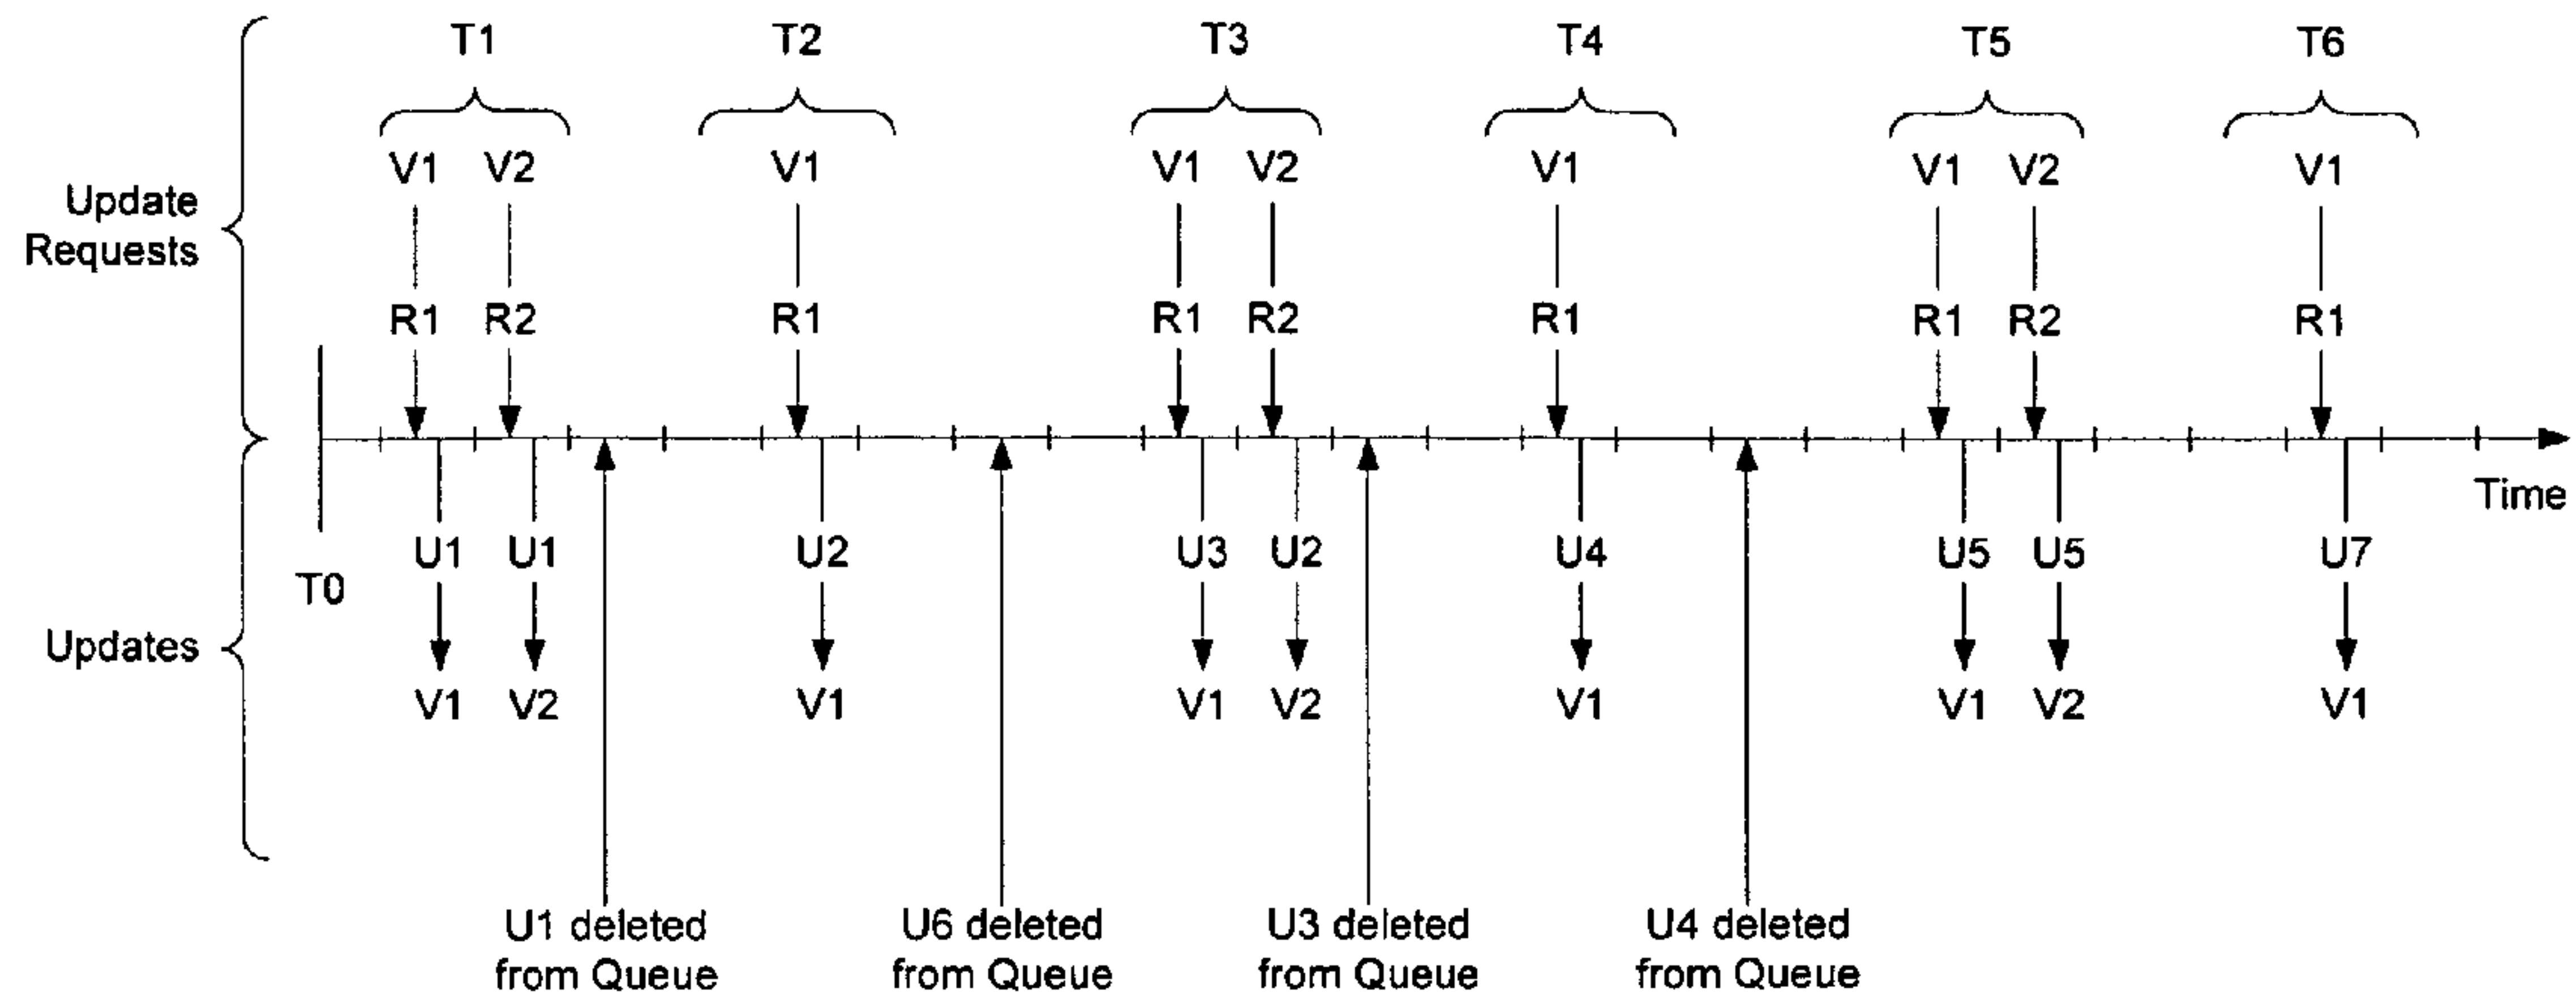 T1 T2 T3 T4 T5 T6
V1 V2 V1 V1 V2 V1 V1 V2 V1
Update
Requests
R1 R2 R1 R1 R2 R1 R1 R2 R1
Time
U1 U1 U2 U3 U2 U4 U5 U5 U7
T0
Updates
V1 V2 V1 V1 V2 V1 V1 V2 V1
U1 deleted
from Queue
U6 deleted
from Queue
U3 deleted
from Queue
U4 deleted
from Queue